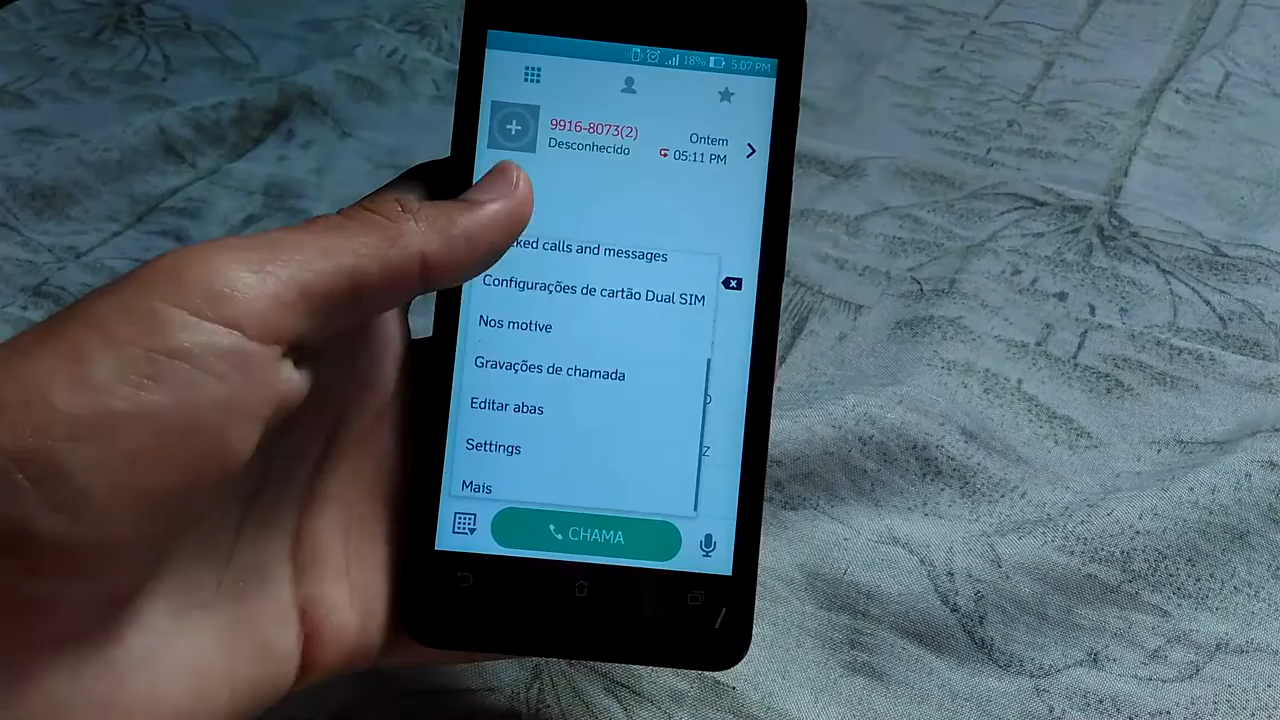 18% 5:07 PM
9916-8073(2)
Ontem
Desconhecido
05:11 PM
calls and messages
Configurações de cartão Dual SIM
Nos motive
Gravações de chamada
Editar abas
Settings
Mais
Z
CHAMA